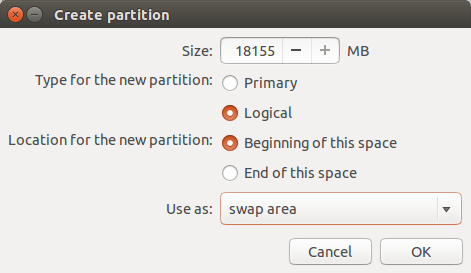 Create partition
Size: 18155 MB
Type for the new partition: Primary
Logical
Location for the new partition: Beginning of this space
End of this space
Use as: swap area
Cancel OK